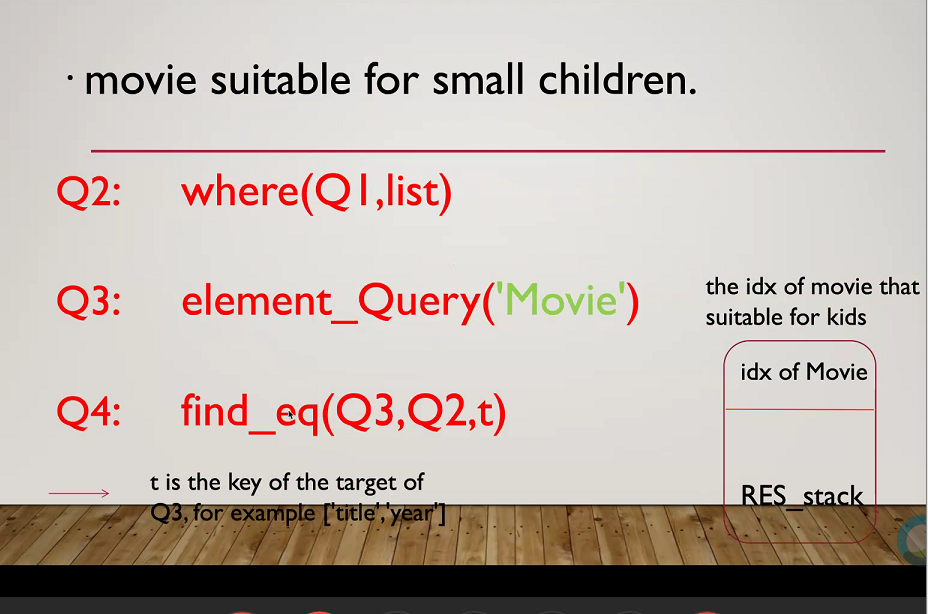 · movie suitable for small children.
Q2: where(Q1,list)
Q3: element_Query('Movie')
the idx of movie that
suitable for kids
idx of Movie
Q4: find_eq(Q3,Q2,t)
t is the key of the target of
Q3, for example ['title','year']
RES_stack